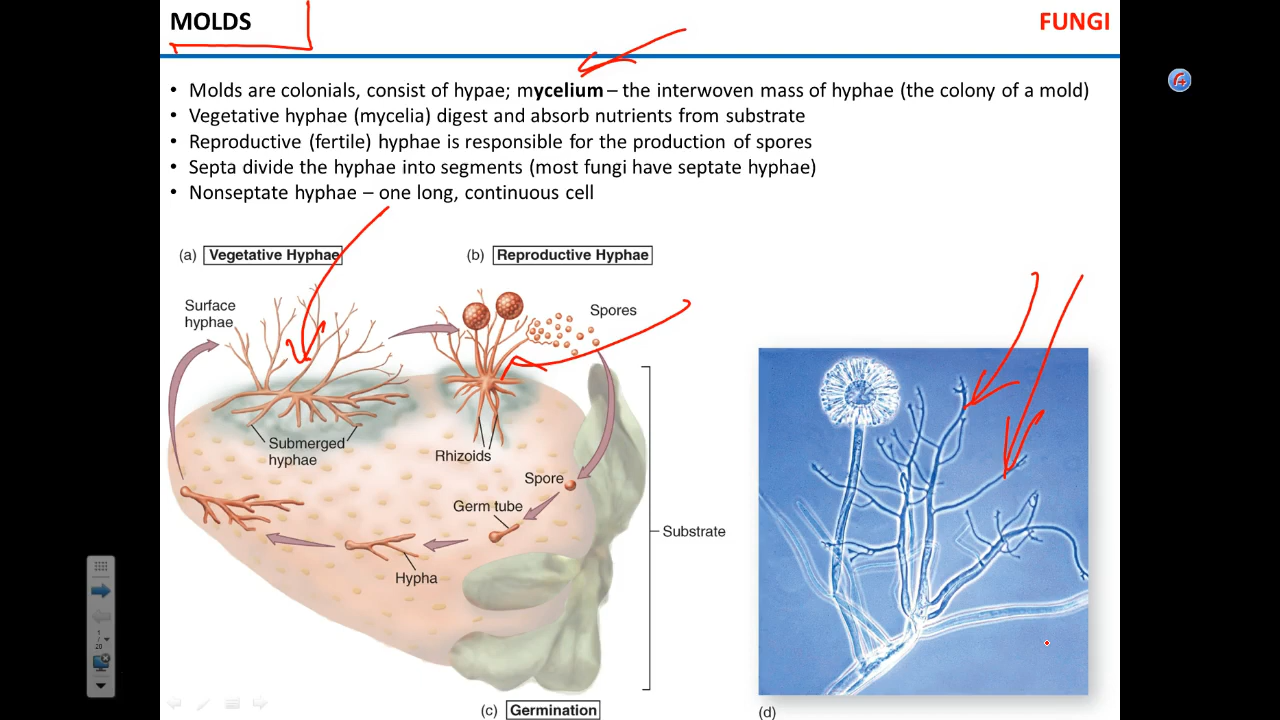 MOLDS
FUNGI
• Molds are colonials, consist of hypae; mycelium – the interwoven mass of hyphae (the colony of a mold)
• Vegetative hyphae (mycelia) digest and absorb nutrients from substrate
• Reproductive (fertile) hyphae is responsible for the production of spores
• Septa divide the hyphae into segments (most fungi have septate hyphae)
• Nonseptate hyphae – one long, continuous cell
(a) Vegetative Hyphae
(b) Reproductive Hyphae
Surface
hyphae
Spores
Submerged
hyphae
Rhizoids
Spore
Germ tube
Hypha
Substrate
(c) Germination
(d)
1
/
20